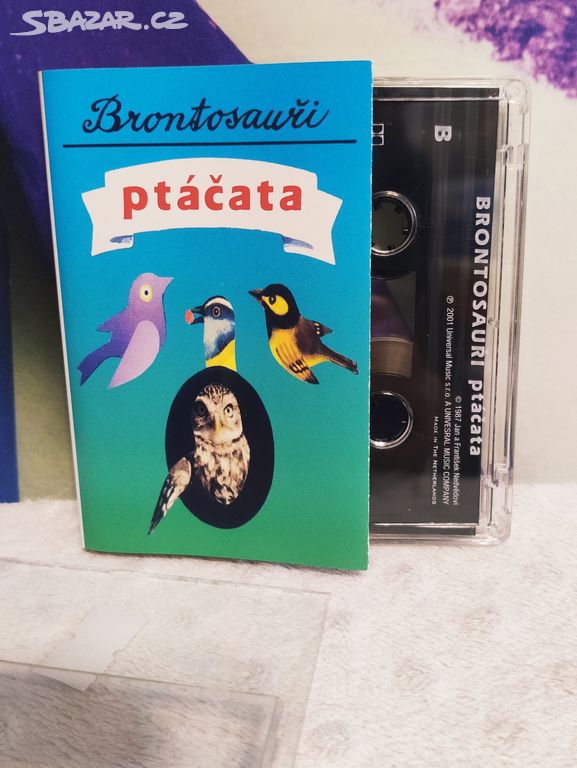 SBAZAR.CZ
Brontosauři
ptáčata
B
BRONTOSAURI ptáčata
℗ 2001 Universal Music s.r.o. A UNIVESRAL MUSIC COMPANY
© 1987 Jan a František Nedvědovi
MADE IN THE NETHERLANDS